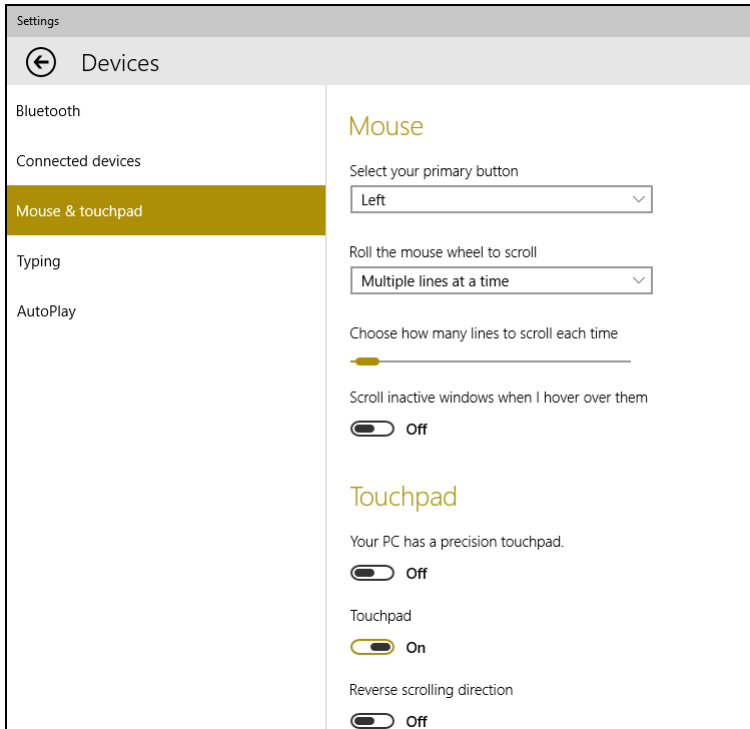 Settings
Devices
Bluetooth
Connected devices
Mouse & touchpad
Typing
AutoPlay
Mouse
Select your primary button
Left
Roll the mouse wheel to scroll
Multiple lines at a time
Choose how many lines to scroll each time
Scroll inactive windows when I hover over them
Off
Touchpad
Your PC has a precision touchpad.
Off
Touchpad
On
Reverse scrolling direction
Off